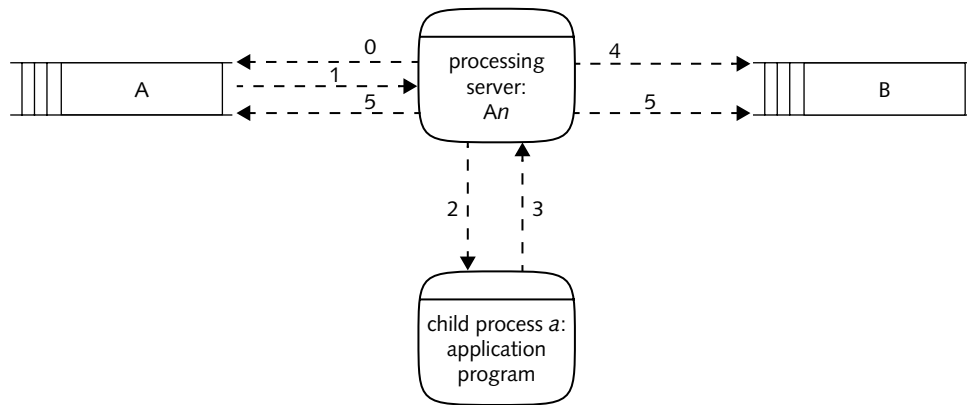 0
4
1
5
5
A
processing
server:
An
B
2
3
child process a:
application
program